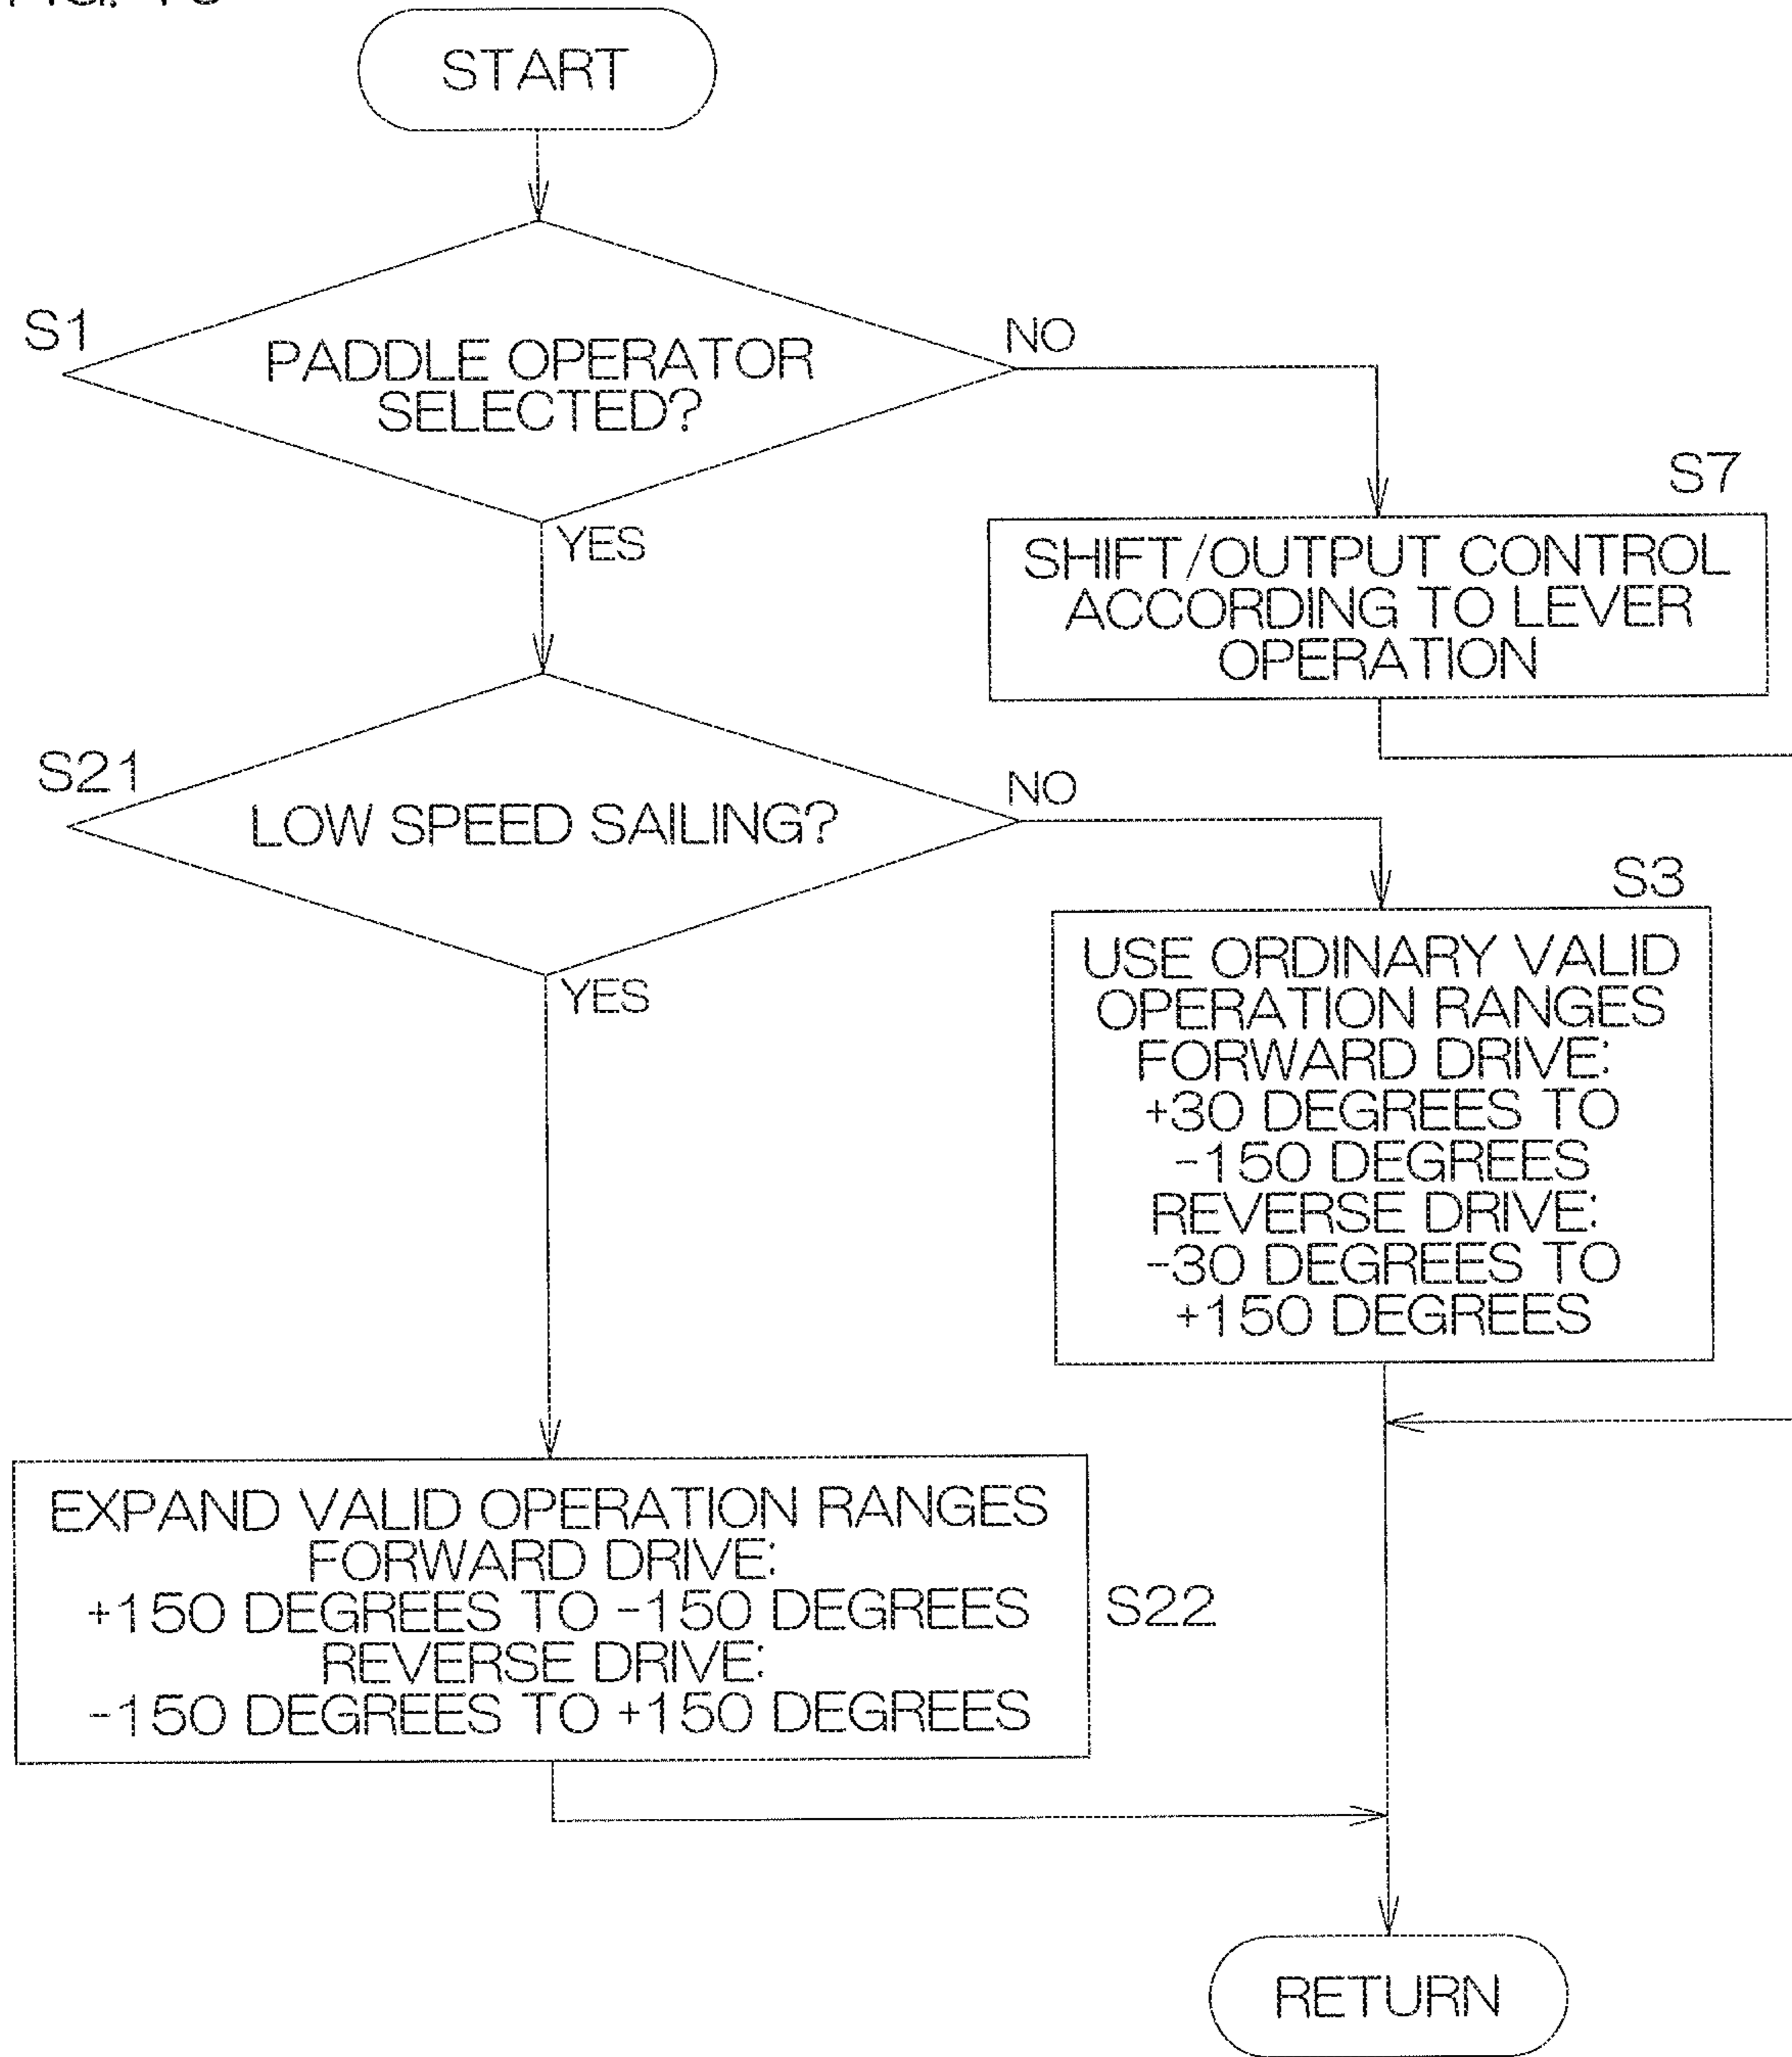 START
S1
PADDLE OPERATOR
SELECTED?
NO
YES
S7
SHIFT/OUTPUT CONTROL
ACCORDING TO LEVER
OPERATION
S21
LOW SPEED SAILING?
NO
YES
S3
USE ORDINARY VALID
OPERATION RANGES
FORWARD DRIVE:
+30 DEGREES TO
-150 DEGREES
REVERSE DRIVE:
-30 DEGREES TO
+150 DEGREES
EXPAND VALID OPERATION RANGES
FORWARD DRIVE:
+150 DEGREES TO -150 DEGREES
REVERSE DRIVE:
-150 DEGREES TO +150 DEGREES
S22
RETURN